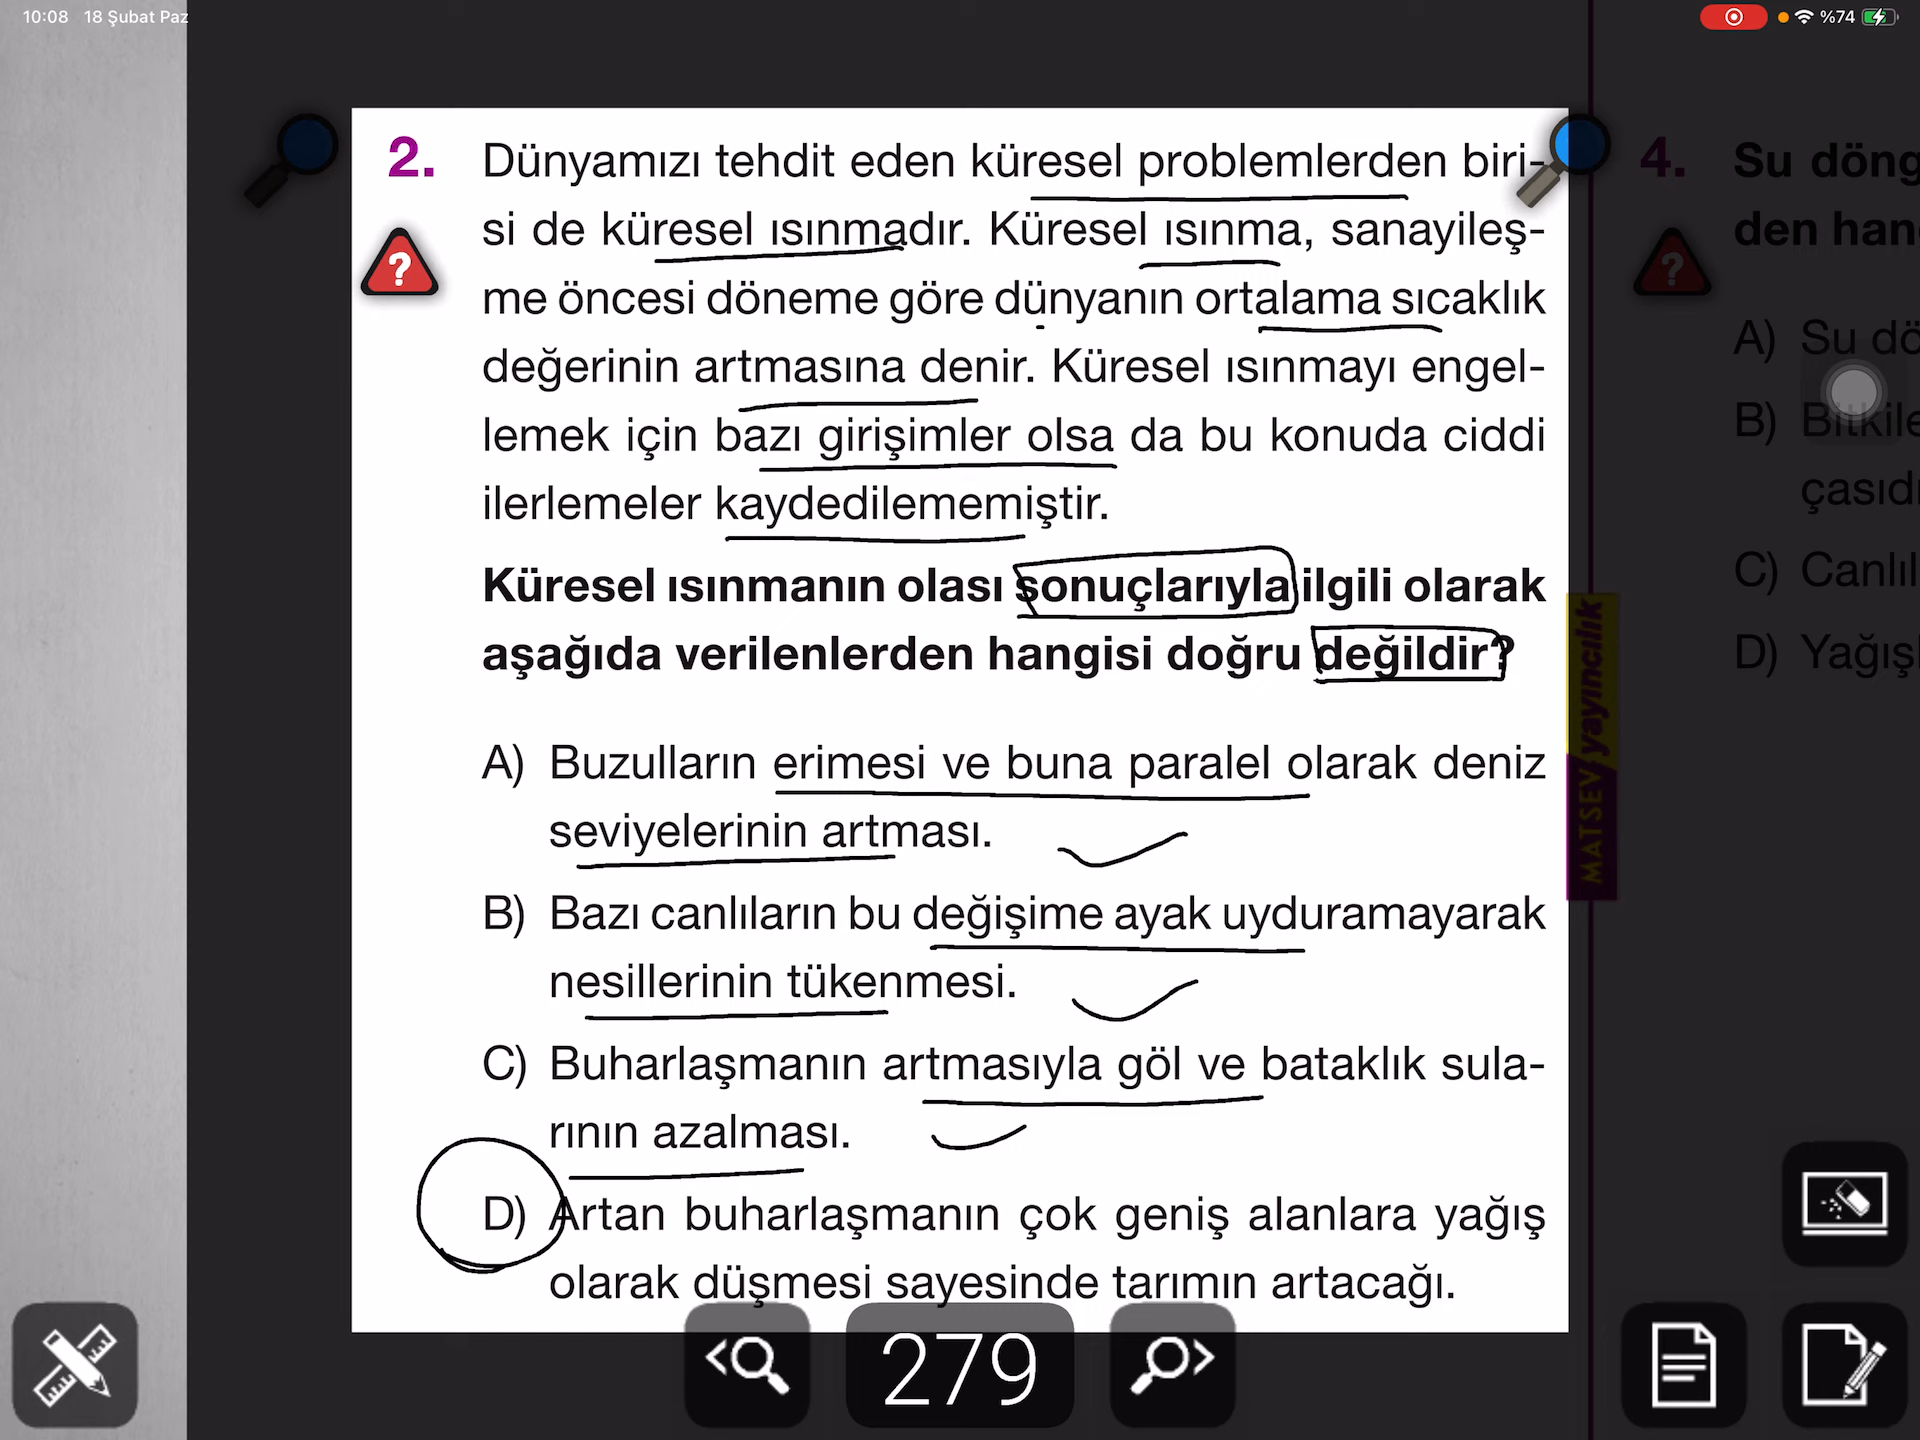 10:08 18 Şubat Paz
%74
2. Dünyamızı tehdit eden küresel problemlerden biri-
si de küresel ısınmadır. Küresel ısınma, sanayileş-
me öncesi döneme göre dünyanın ortalama sıcaklık
değerinin artmasına denir. Küresel ısınmayı engel-
lemek için bazı girişimler olsa da bu konuda ciddi
ilerlemeler kaydedilememiştir.
Küresel ısınmanın olası sonuçlarıyla ilgili olarak
aşağıda verilenlerden hangisi doğru değildir?
A) Buzulların erimesi ve buna paralel olarak deniz
seviyelerinin artması.
B) Bazı canlıların bu değişime ayak uyduramayarak
nesillerinin tükenmesi.
C) Buharlaşmanın artmasıyla göl ve bataklık sula-
rının azalması.
D) Artan buharlaşmanın çok geniş alanlara yağış
olarak düşmesi sayesinde tarımın artacağı.
?
MATSEV yayıncılık
4. Su döng
den han
?
A) Su dö
B) Bitkile
çasıdı
C) Canlıl
D) Yağışl
279